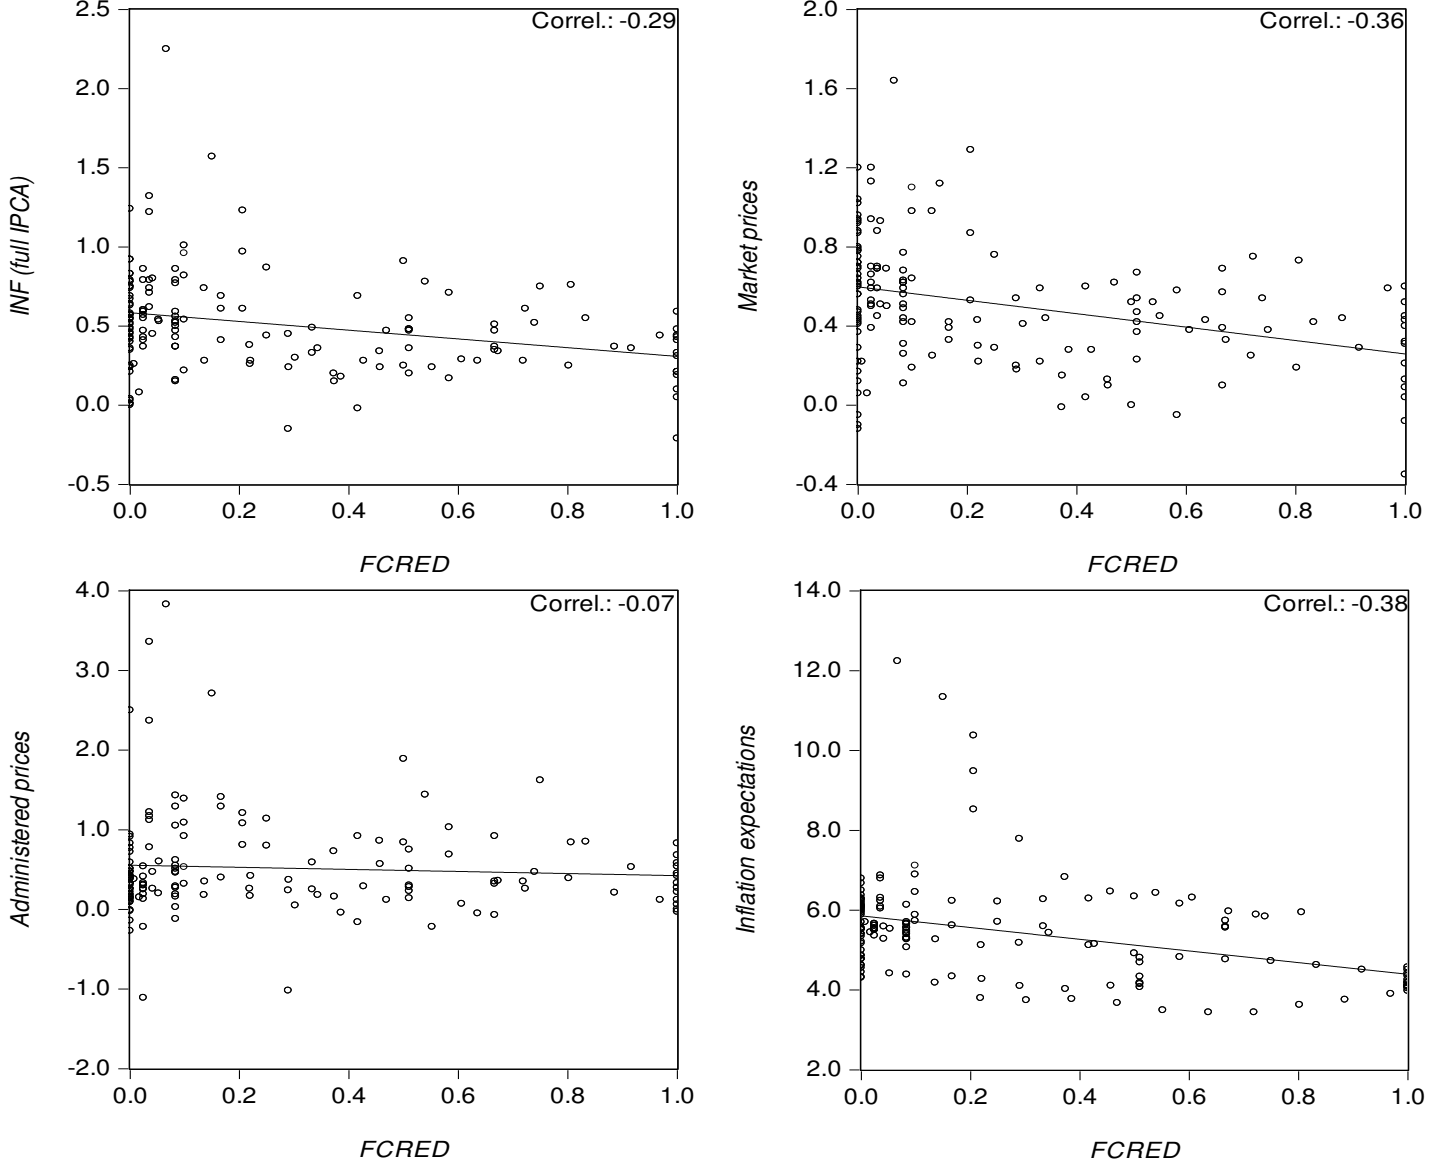 Correl.: -0.29
2.5
2.0
1.5
1.0
0.5
0.0
-0.5
INF (full IPCA)
0.0 0.2 0.4 0.6 0.8 1.0
FCRED
Correl.: -0.36
2.0
1.6
1.2
0.8
0.4
0.0
-0.4
Market prices
0.0 0.2 0.4 0.6 0.8 1.0
FCRED
Correl.: -0.07
4.0
3.0
2.0
1.0
0.0
-1.0
-2.0
Administered prices
0.0 0.2 0.4 0.6 0.8 1.0
FCRED
Correl.: -0.38
14.0
12.0
10.0
8.0
6.0
4.0
2.0
Inflation expectations
0.0 0.2 0.4 0.6 0.8 1.0
FCRED